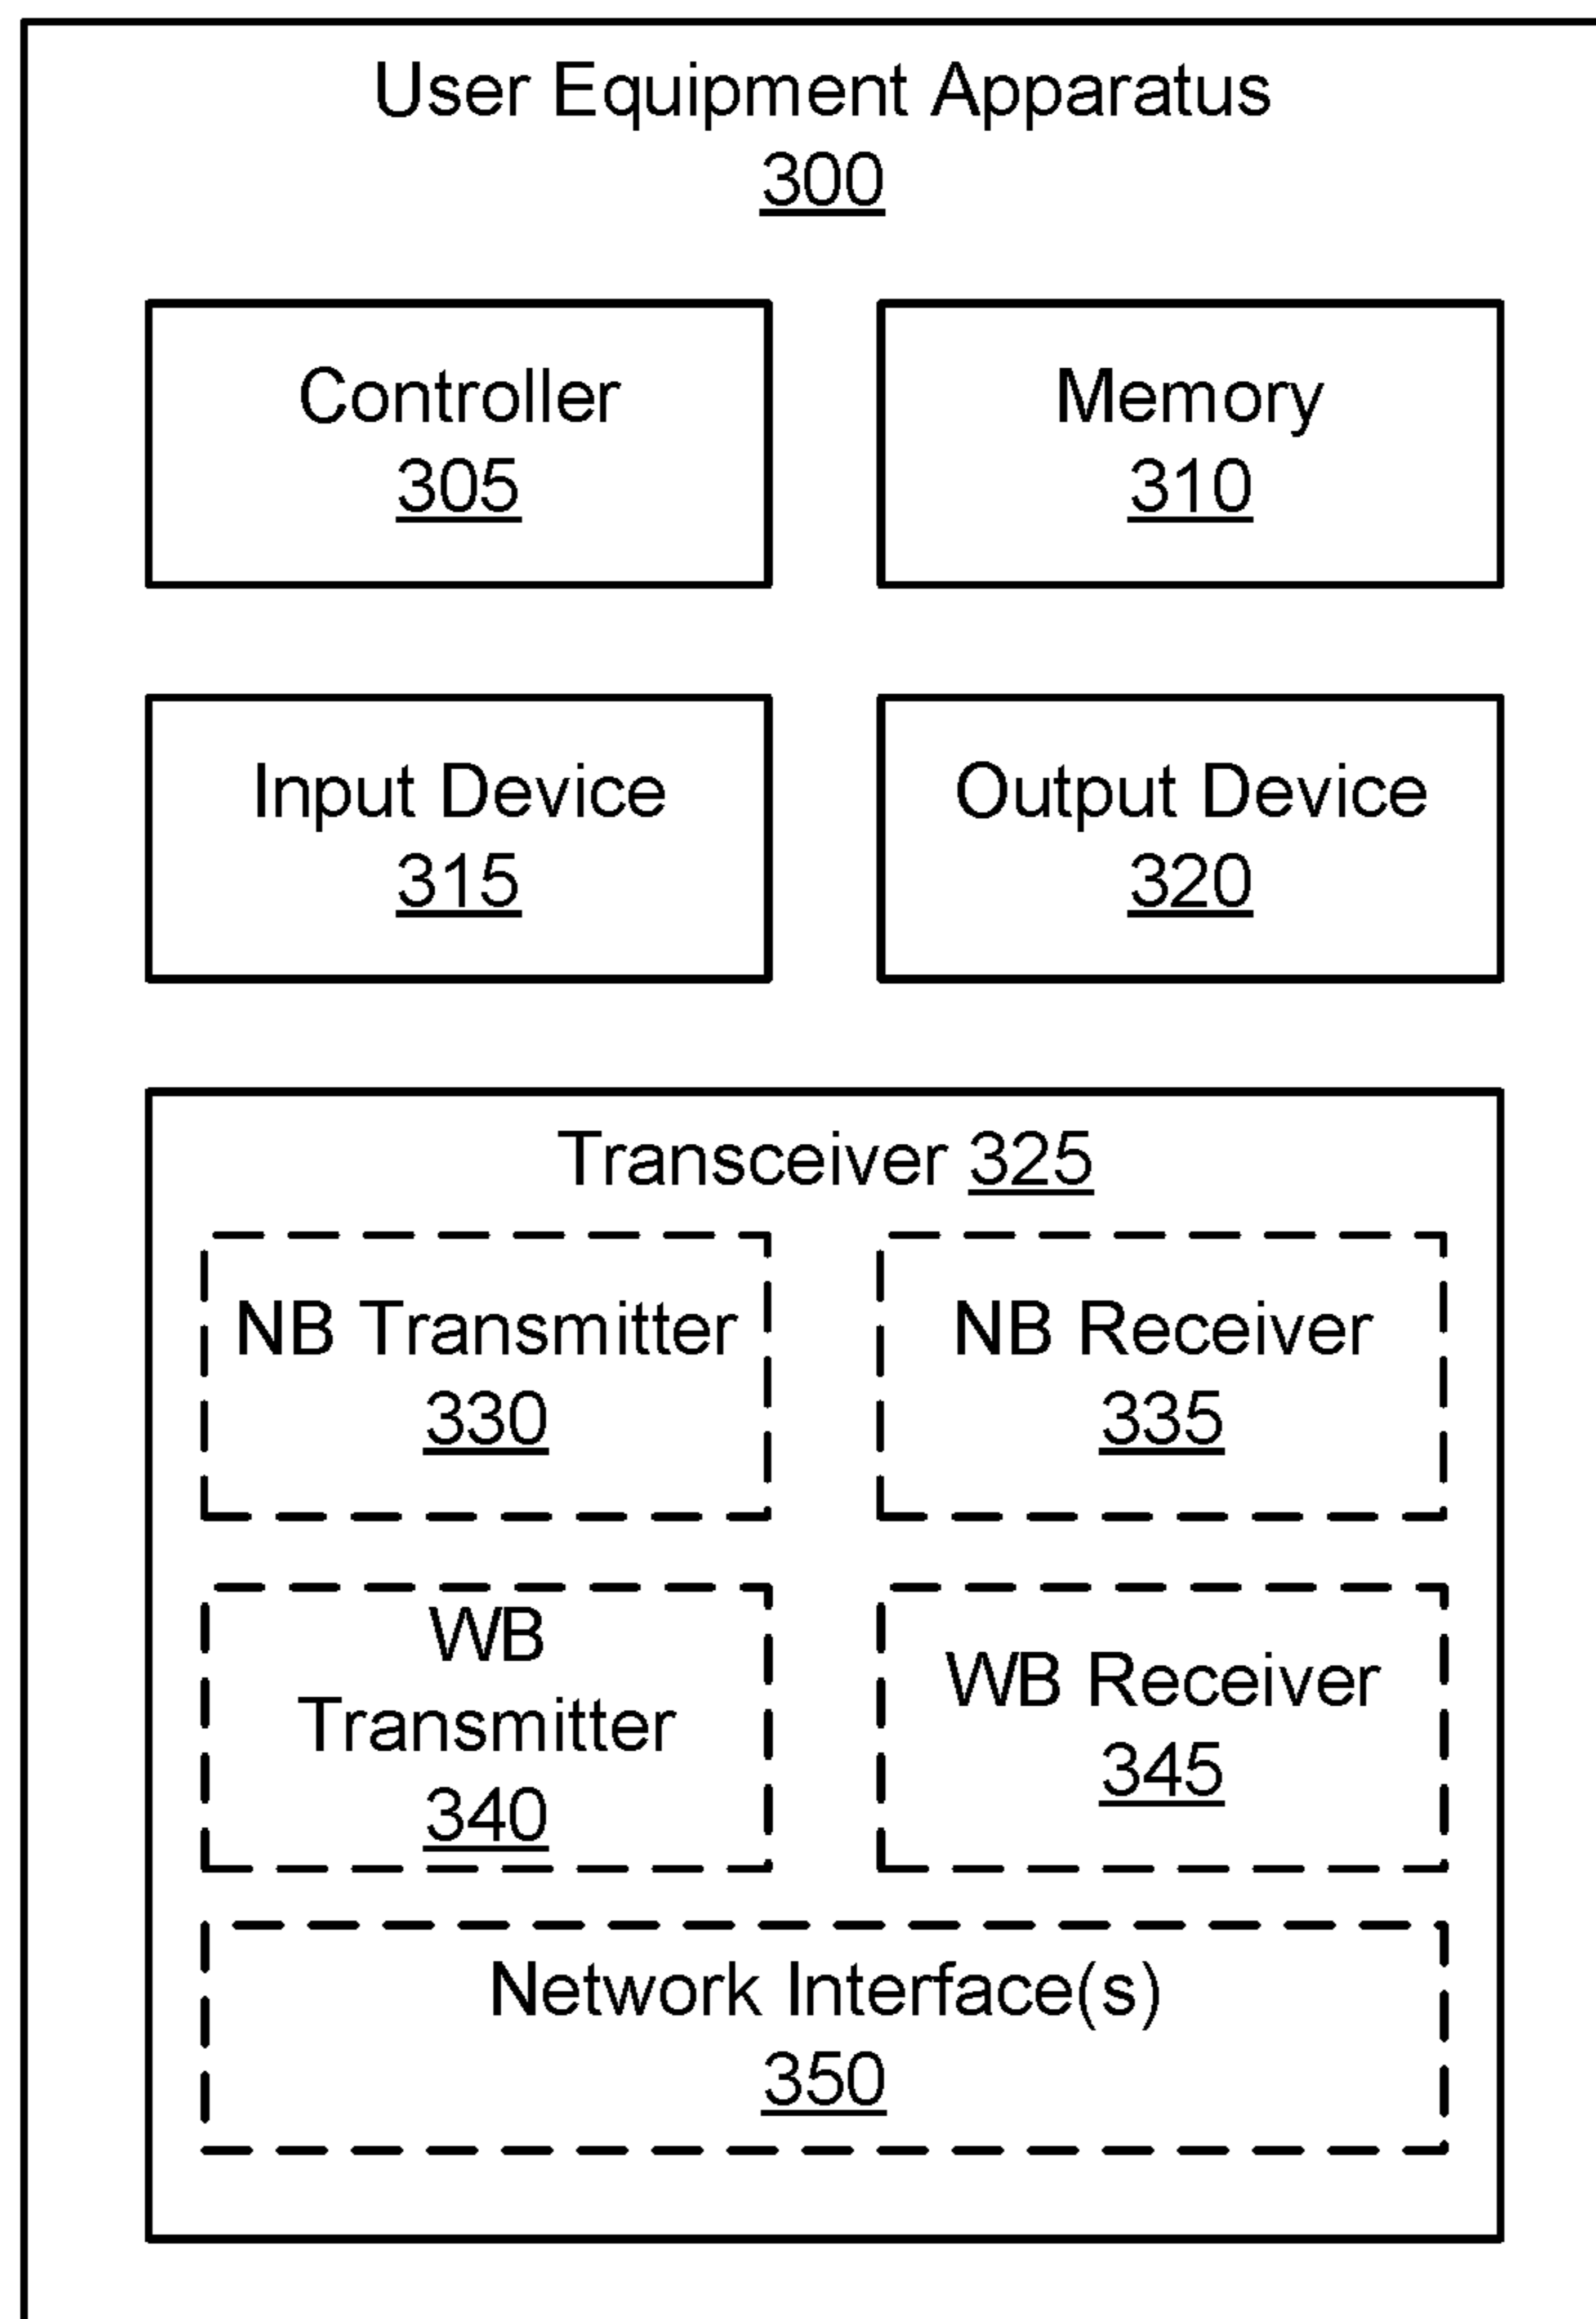 User Equipment Apparatus
300
Controller
305
Memory
310
Input Device
315
Output Device
320
Transceiver 325
NB Transmitter
330
NB Receiver
335
WB
Transmitter
340
WB Receiver
345
Network Interface(s)
350